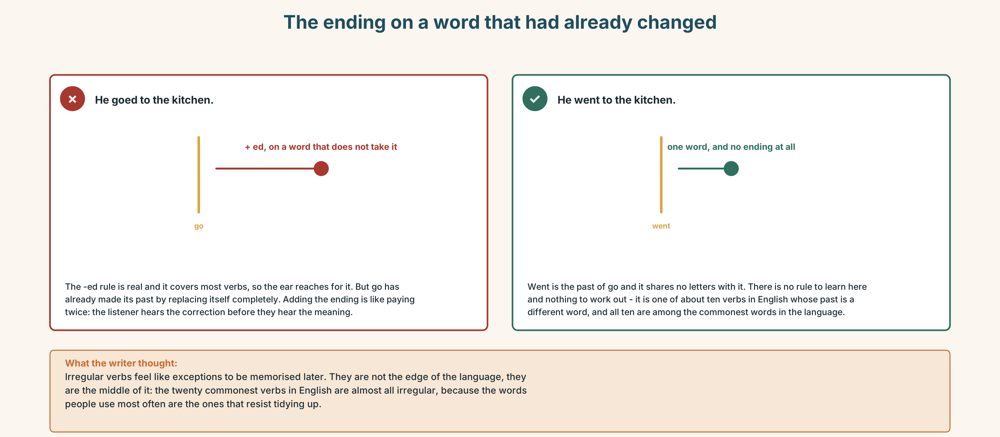 The ending on a word that had already changed
He goed to the kitchen.
+ ed, on a word that does not take it
go
The -ed rule is real and it covers most verbs, so the ear reaches for it. But go has
already made its past by replacing itself completely. Adding the ending is like paying
twice: the listener hears the correction before they hear the meaning.
He went to the kitchen.
one word, and no ending at all
went
Went is the past of go and it shares no letters with it. There is no rule to learn here
and nothing to work out - it is one of about ten verbs in English whose past is a
different word, and all ten are among the commonest words in the language.
What the writer thought:
Irregular verbs feel like exceptions to be memorised later. They are not the edge of the language, they
are the middle of it: the twenty commonest verbs in English are almost all irregular, because the words
people use most often are the ones that resist tidying up.